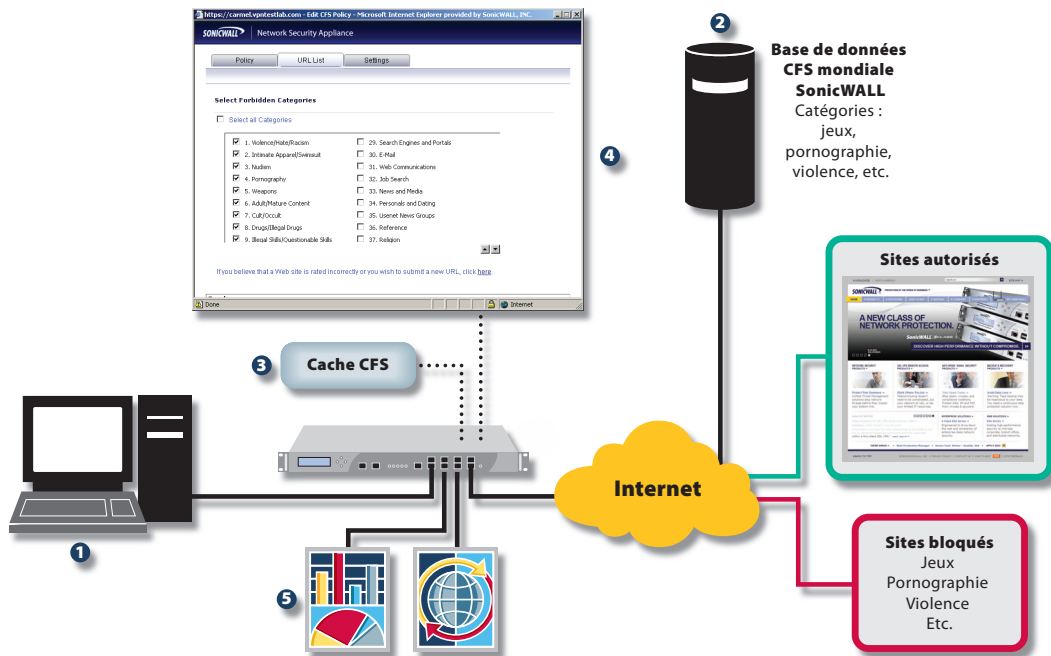 https://carmel.vpntestlab.com - Edit CFS Policy - Microsoft Internet Explorer provided by SonicWALL, INC.
SONICWALL
Network Security Appliance
Policy
URL List
Settings
Select Forbidden Categories
Select all Categories
1. Violence/Hate/Racism
2. Intimate Apparel/Swimsuit
3. Nudism
4. Pornography
5. Weapons
6. Adult/Mature Content
7. Cult/Occult
8. Drugs/Illegal Drugs
9. Illegal Skills/Questionable Skills
29. Search Engines and Portals
30. E-Mail
31. Web Communications
32. Job Search
33. News and Media
34. Personals and Dating
35. Usenet News Groups
36. Reference
37. Religion
If you believe that a Web site is rated incorrectly or you wish to submit a new URL, click here.
Done
Internet
4
2
Base de données
CFS mondiale
SonicWALL
Catégories :
jeux,
pornographie,
violence, etc.
3
Cache CFS
Sites autorisés
SONICWALL
A NEW CLASS OF
NETWORK PROTECTION.
SonicWALL
DISCOVER HIGH PERFORMANCE WITHOUT COMPROMISE.
Internet
1
5
Sites bloqués
Jeux
Pornographie
Violence
Etc.